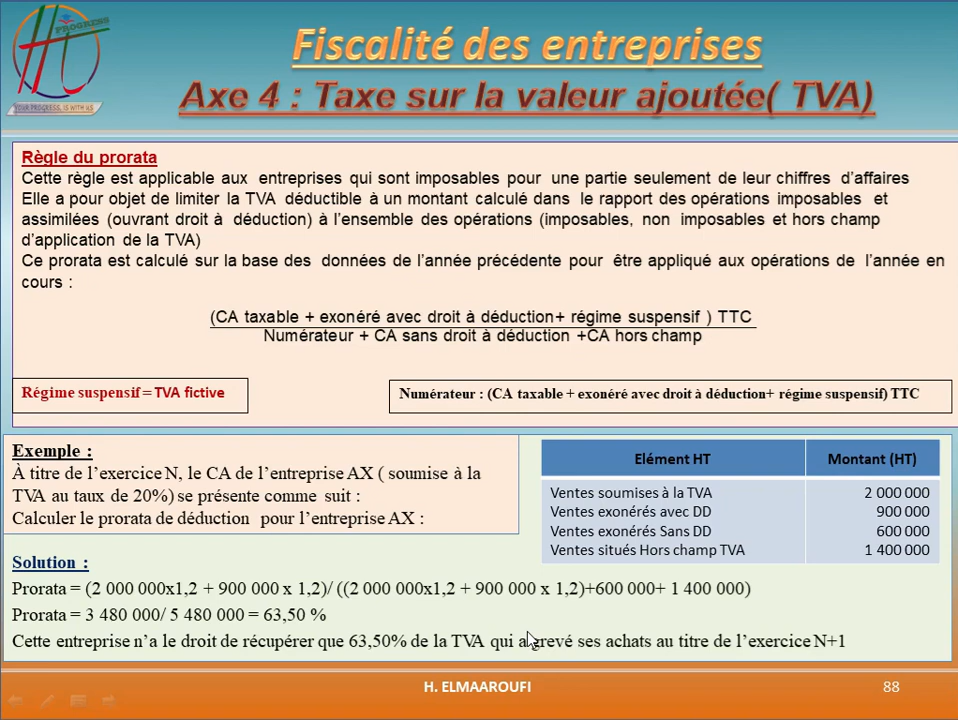 PROGRESS
YOUR PROGRESS, IS WITH US
Fiscalité des entreprises
Axe 4 : Taxe sur la valeur ajoutée( TVA)
Règle du prorata
Cette règle est applicable aux entreprises qui sont imposables pour une partie seulement de leur chiffres d'affaires
Elle a pour objet de limiter la TVA déductible à un montant calculé dans le rapport des opérations imposables et
assimilées (ouvrant droit à déduction) à l'ensemble des opérations (imposables, non imposables et hors champ
d'application de la TVA)
Ce prorata est calculé sur la base des données de l'année précédente pour être appliqué aux opérations de l'année en
cours :
(CA taxable + exonéré avec droit à déduction+ régime suspensif ) TTC
Numérateur + CA sans droit à déduction +CA hors champ
Régime suspensif = TVA fictive
Numérateur : (CA taxable + exonéré avec droit à déduction+ régime suspensif) TTC
Exemple :
À titre de l'exercice N, le CA de l'entreprise AX ( soumise à la
TVA au taux de 20%) se présente comme suit :
Calculer le prorata de déduction pour l'entreprise AX :
Elément HT Montant (HT)
Ventes soumises à la TVA 2 000 000
Ventes exonérés avec DD 900 000
Ventes exonérés Sans DD 600 000
Ventes situés Hors champ TVA 1 400 000
Solution :
Prorata = (2 000 000x1,2 + 900 000 x 1,2)/ ((2 000 000x1,2 + 900 000 x 1,2)+600 000+ 1 400 000)
Prorata = 3 480 000/ 5 480 000 = 63,50 %
Cette entreprise n'a le droit de récupérer que 63,50% de la TVA qui a grevé ses achats au titre de l'exercice N+1
H. ELMAAROUFI
88